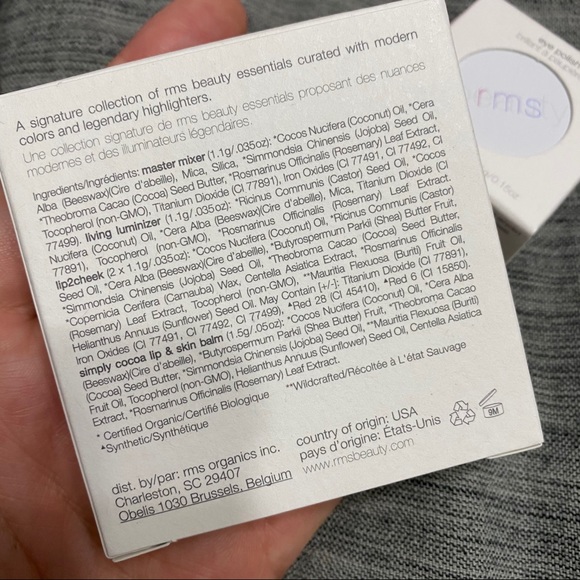 A signature collection of rms beauty essentials curated with modern
colors and legendary highlighters.
Une collection signature de rms beauty essentials proposant des nuances
modernes et des illuminateurs légendaires.
Ingredients/Ingrédients: master mixer (1.1g/.035oz): *Cocos Nucifera (Coconut) Oil, *Cera
Alba (Beeswax)(Cire d'abeille), Mica, Silica, *Simmondsia Chinensis (Jojoba) Seed Oil,
*Theobroma Cacao (Cocoa) Seed Butter, *Rosmarinus Officinalis (Rosemary) Leaf Extract,
Tocopherol (non-GMO), Titanium Dioxide (CI 77891), Iron Oxides (CI 77491, CI 77492, CI
77499). living luminizer (1.1g/.035oz): *Ricinus Communis (Castor) Seed Oil, *Cocos
Nucifera (Coconut) Oil, *Cera Alba (Beeswax)(Cire d'abeille), Mica, Titanium Dioxide (CI
77891), Tocopherol (non-GMO), *Rosmarinus Officinalis (Rosemary) Leaf Extract.
lip2cheek (2 x 1.1g/.035oz): *Cocos Nucifera (Coconut) Oil, *Ricinus Communis (Castor)
Seed Oil, *Cera Alba (Beeswax)(Cire d'abeille), *Butyrospermum Parkii (Shea) Butter Fruit,
*Simmondsia Chinensis (Jojoba) Seed Oil, *Theobroma Cacao (Cocoa) Seed Butter,
*Copernicia Cerifera (Carnauba) Wax, Centella Asiatica Extract, *Rosmarinus Officinalis
(Rosemary) Leaf Extract, Tocopherol (non-GMO), **Mauritia Flexuosa (Buriti) Fruit Oil,
Helianthus Annuus (Sunflower) Seed Oil. May Contain [+/-]: Titanium Dioxide (CI 77891),
Iron Oxides (CI 77491, CI 77492, CI 77499), ▲Red 28 (CI 45410), ▲Red 6 (CI 15850).
simply cocoa lip & skin balm (1.5g/.05oz): *Cocos Nucifera (Coconut) Oil, *Cera Alba
(Beeswax)(Cire d'abeille), *Butyrospermum Parkii (Shea) Butter Fruit, *Theobroma Cacao
(Cocoa) Seed Butter, *Simmondsia Chinensis (Jojoba) Seed Oil, **Mauritia Flexuosa (Buriti)
Fruit Oil, Tocopherol (non-GMO), Helianthus Annuus (Sunflower) Seed Oil, Centella Asiatica
Extract, *Rosmarinus Officinalis (Rosemary) Leaf Extract.
* Certified Organic/Certifié Biologique **Wildcrafted/Récoltée à L'état Sauvage
▲Synthetic/Synthétique
dist. by/par: rms organics inc.
Charleston, SC 29407
Obelis 1030 Brussels, Belgium
country of origin: USA
pays d'origine: États-Unis
www.rmsbeauty.com
9M
eye polish
rms